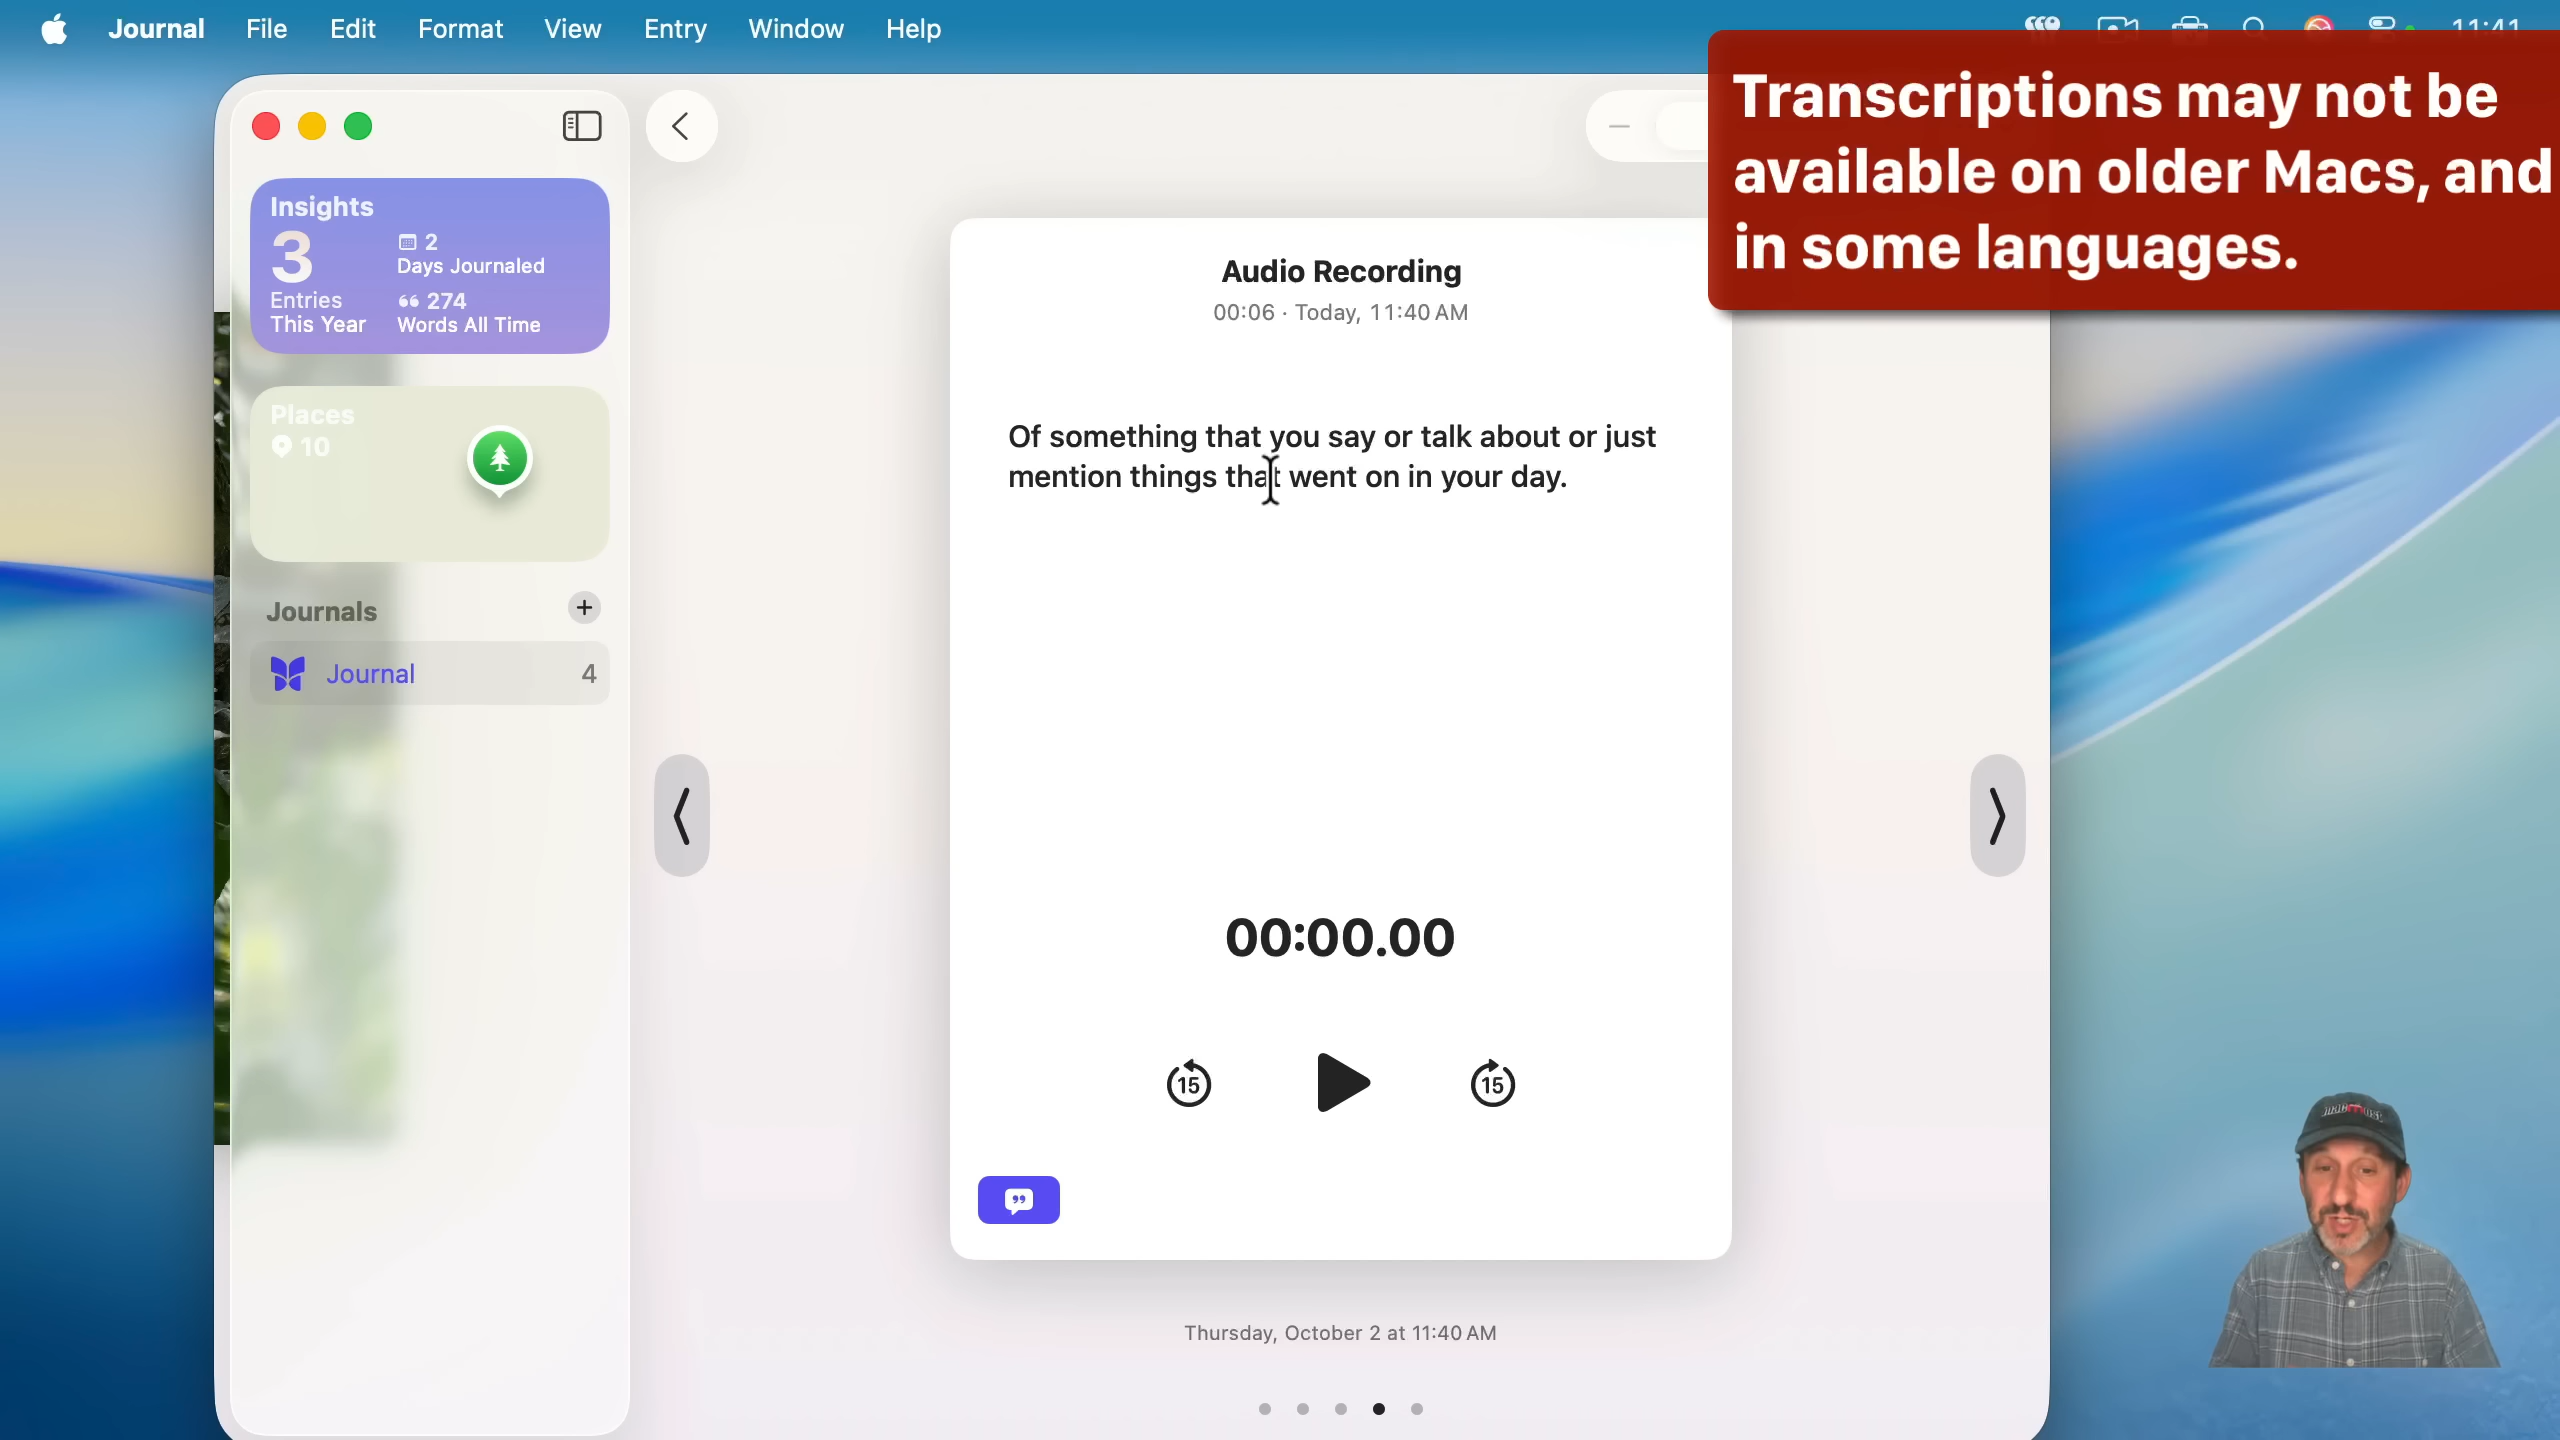 Journal File Edit Format View Entry Window Help
11:41
Transcriptions may not be
available on older Macs, and
in some languages.
Insights
3
Entries
This Year
2
Days Journaled
274
Words All Time
Places
10
Journals
Journal 4
Audio Recording
00:06 · Today, 11:40 AM
Of something that you say or talk about or just
mention things that went on in your day.
00:00.00
15 15
Thursday, October 2 at 11:40 AM